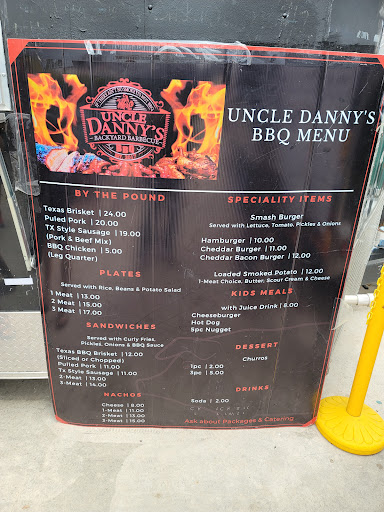 UNCLE
DANNY'S
BACKYARD BARBECUE
UNCLE DANNY'S
BBQ MENU
BY THE POUND
Texas Brisket | 24.00
Puled Pork | 20.00
TX Style Sausage | 19.00
(Pork & Beef Mix)
BBQ Chicken | 5.00
(Leg Quarter)
PLATES
Served with Rice, Beans & Potato Salad
1 Meat | 13.00
2 Meat | 15.00
3 Meat | 17.00
SANDWICHES
Served with Curly Fries,
Pickles, Onions & BBQ Sauce
Texas BBQ Brisket | 12.00
(Sliced or Chopped)
Pulled Pork | 11.00
Tx Style Sausage | 11.00
2-Meat | 13.00
3-Meat | 14.00
NACHOS
Cheese | 8.00
1-Meat | 11.00
2-Meat | 13.00
3-Meat | 15.00
SPECIALITY ITEMS
Smash Burger
Served with Lettuce, Tomato, Pickles & Onions
Hamburger | 10.00
Cheddar Burger | 11.00
Cheddar Bacon Burger | 12.00
Loaded Smoked Potato | 12.00
1-Meat Choice, Butter, Scour Cream & Cheese
KIDS MEALS
with Juice Drink | 8.00
Cheeseburger
Hot Dog
5pc Nugget
DESSERT
Churros
1pc | 2.00
3pc | 5.00
DRINKS
Soda | 2.00
Ask about Packages & Catering